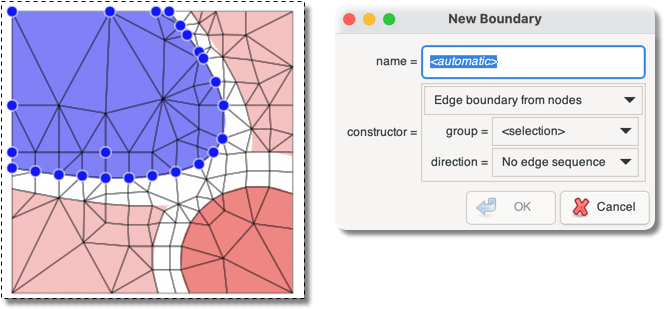 New Boundary
name = <automatic>
Edge boundary from nodes
constructor = group = <selection>
direction = No edge sequence
OK Cancel